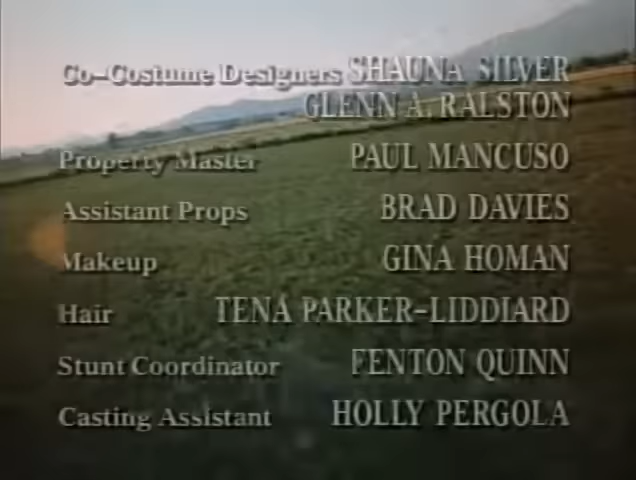 Co-Costume Designers SHAUNA SILVER
GLENN A. RALSTON
Property Master PAUL MANCUSO
Assistant Props BRAD DAVIES
Makeup GINA HOMAN
Hair TENA PARKER-LIDDIARD
Stunt Coordinator FENTON QUINN
Casting Assistant HOLLY PERGOLA